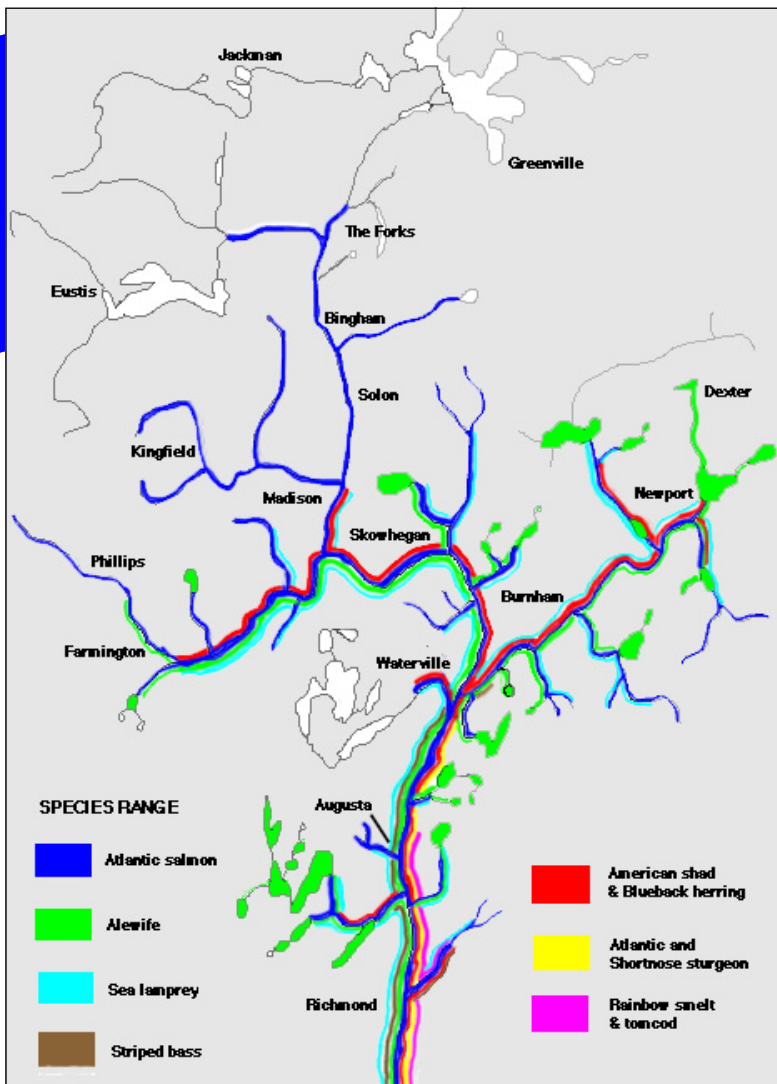 Jackman
Greenville
The Forks
Eustis
Bingham
Dexter
Solon
Kingfield
Newport
Madison
Skowhegan
Phillips
Burnham
Farmington
Waterville
SPECIES RANGE
Augusta
Atlantic salmon
American shad
& Blueback herring
Alewife
Atlantic and
Shortnose sturgeon
Sea lamprey
Richmond
Rainbow smelt
& tomcod
Striped bass